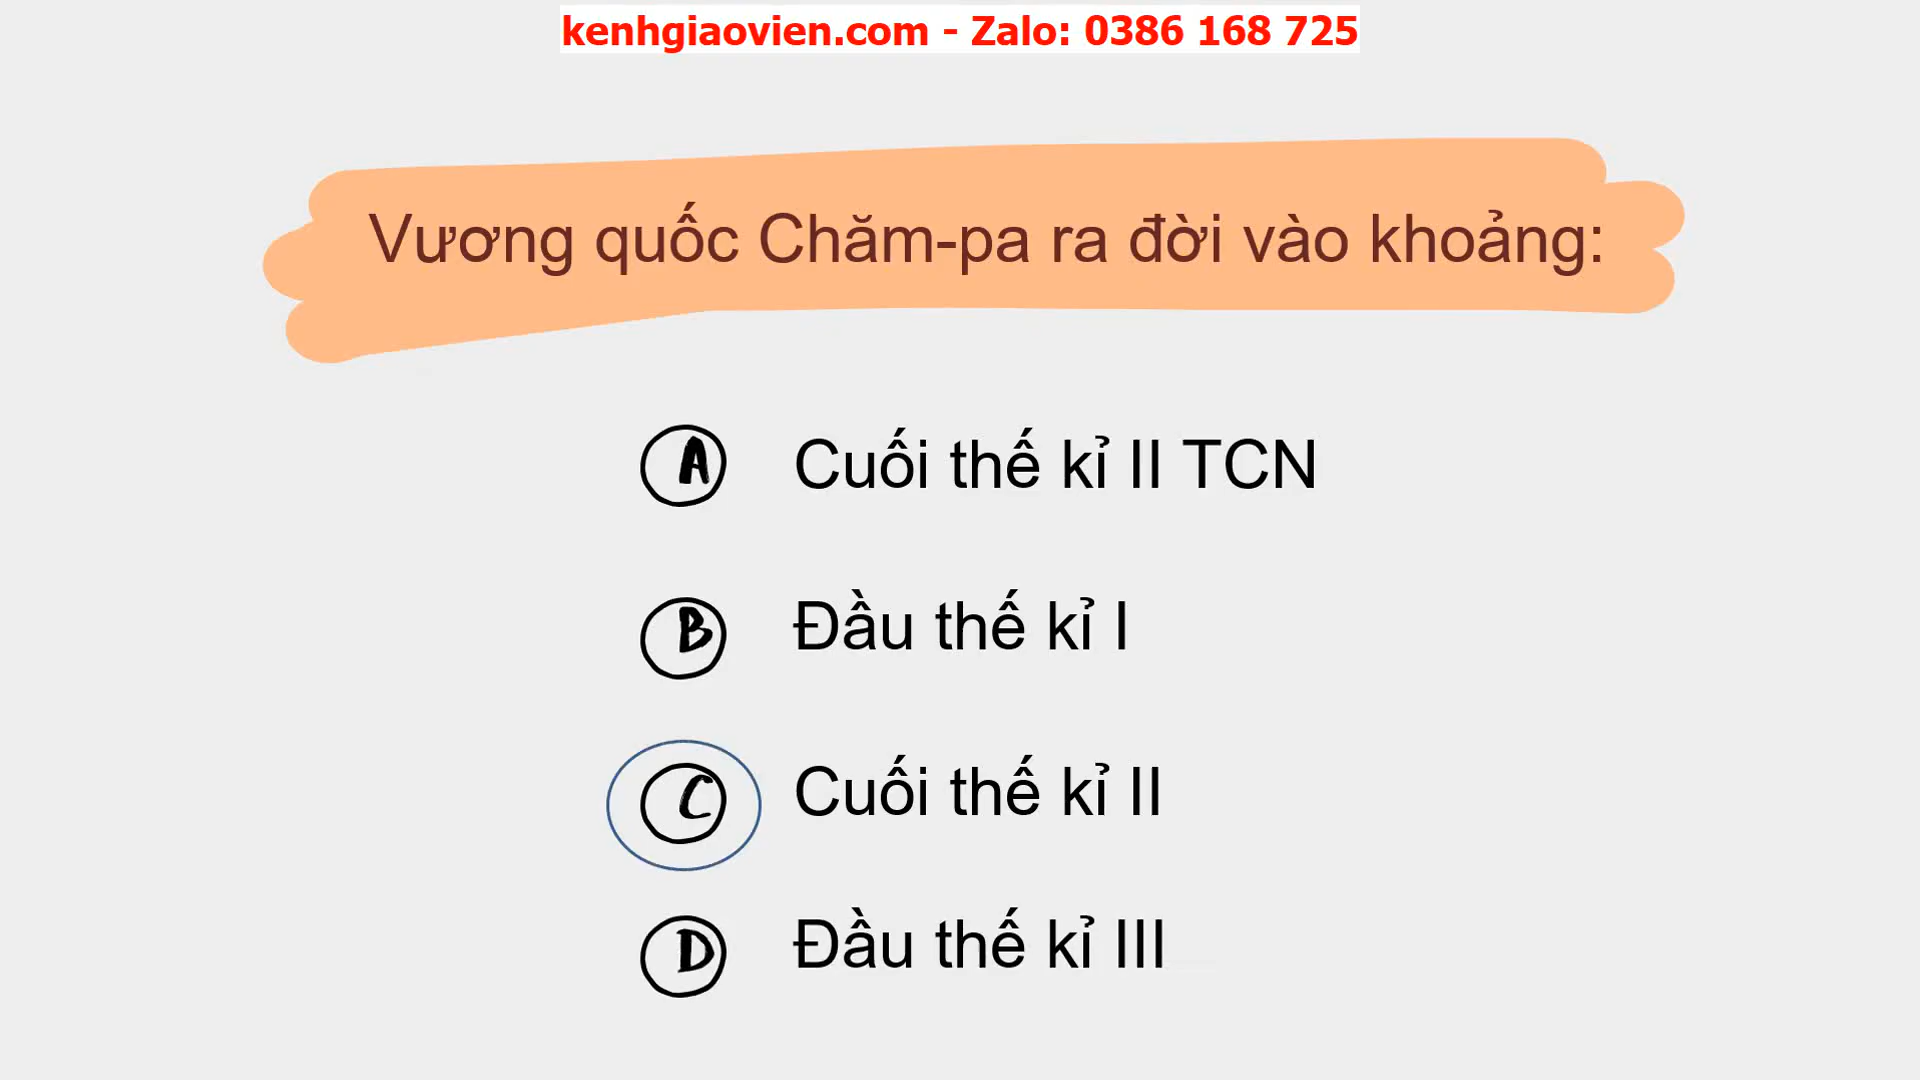 kenhgiaovien.com - Zalo: 0386 168 725
Vương quốc Chăm-pa ra đời vào khoảng:
A Cuối thế kỉ II TCN
B Đầu thế kỉ I
C Cuối thế kỉ II
D Đầu thế kỉ III